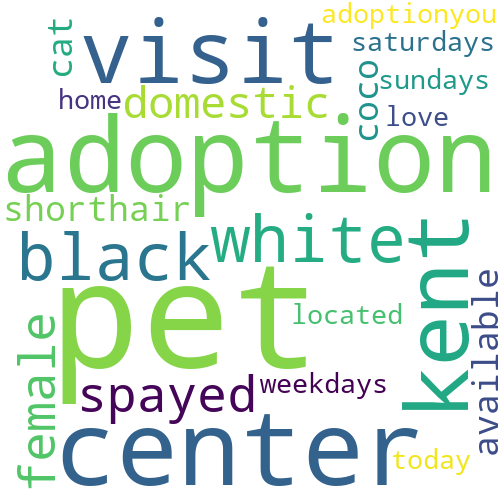 adoptionyou
cat
visit
saturdays
coco
sundays
home
domestic
love
adoption
shorthair
white
kent
black
pet
available
located
female
spayed
weekdays
center
today